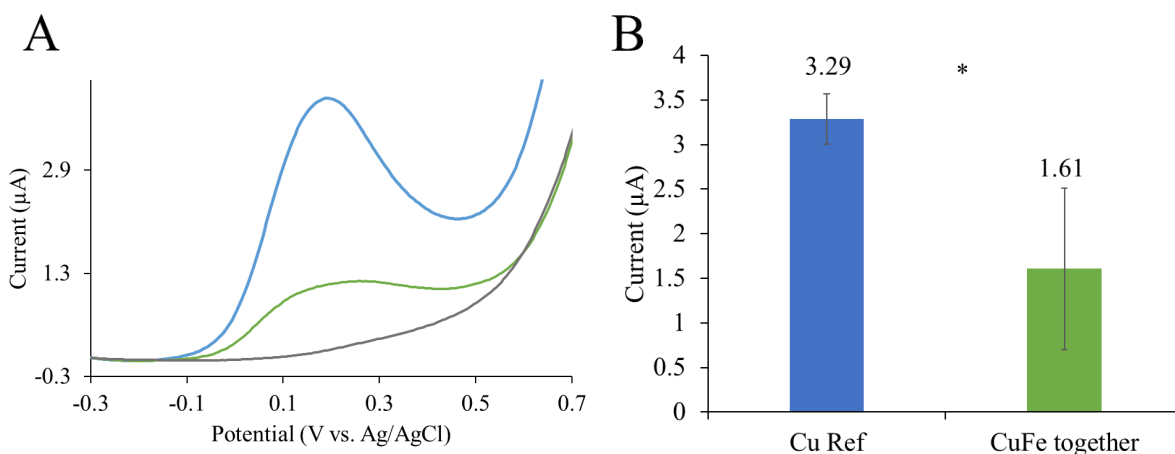 A
Current (µA)
2.9
1.3
-0.3
-0.3 -0.1 0.1 0.3 0.5 0.7
Potential (V vs. Ag/AgCl)
B
Current (µA)
4
3.5
3
2.5
2
1.5
1
0.5
0
3.29
*
1.61
Cu Ref CuFe together